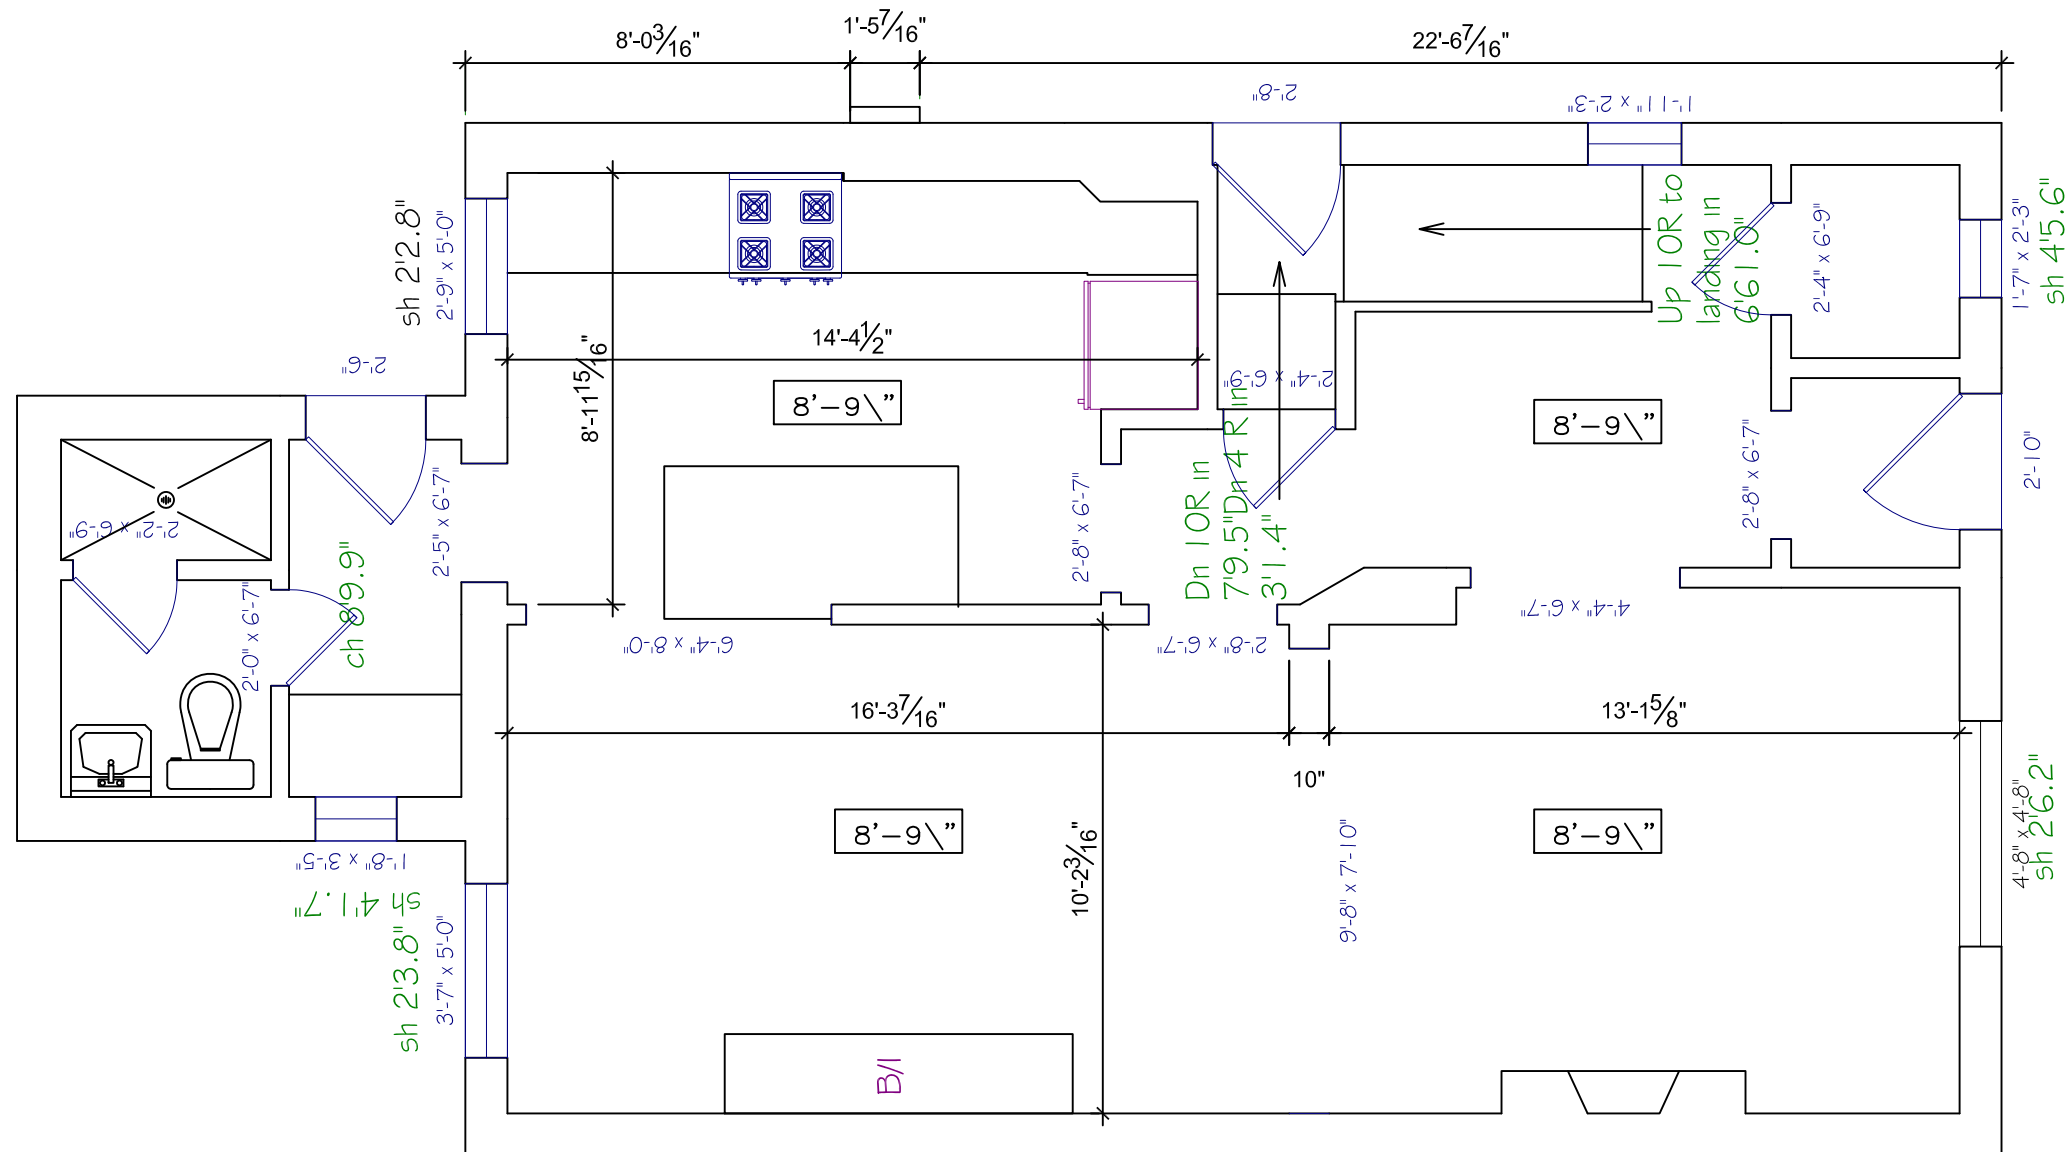 8'-0 3/16"
1'-5 7/16"
22'-6 7/16"
2'-8"
1'-11" x 2'-3"
sh 2'2.8"
2'-9" x 5'-0"
Up 10R to
landing in
6'61.0"
2'-4" x 6'-9"
1'-7" x 2'-3"
sh 4'5.6"
14'-4 1/2"
8'-11 15/16"
2'-6"
2'-4" x 6'-9"
8'-9\"
8'-9\"
2'-10"
2'-2" x 6'-9"
2'-5" x 6'-7"
2'-8" x 6'-7"
2'-8" x 6'-7"
Dn 10R in
7'9.5"
Dn 4 R in
3'1.4"
ch 8'9.9"
2'-0" x 6'-7"
6'-4" x 8'-0"
2'-8" x 6'-7
4'-4" x 6'-7"
16'-3 7/16"
13'-1 5/8"
10"
8'-9\"
8'-9\"
10'-2 3/16"
9'-8" x 7'-10"
4'-8" x 4'-8"
sh 2'6.2"
1'-8" x 3'-5"
sh 4'1.7"
sh 2'3.8"
3'-7" x 5'-0"
B/I